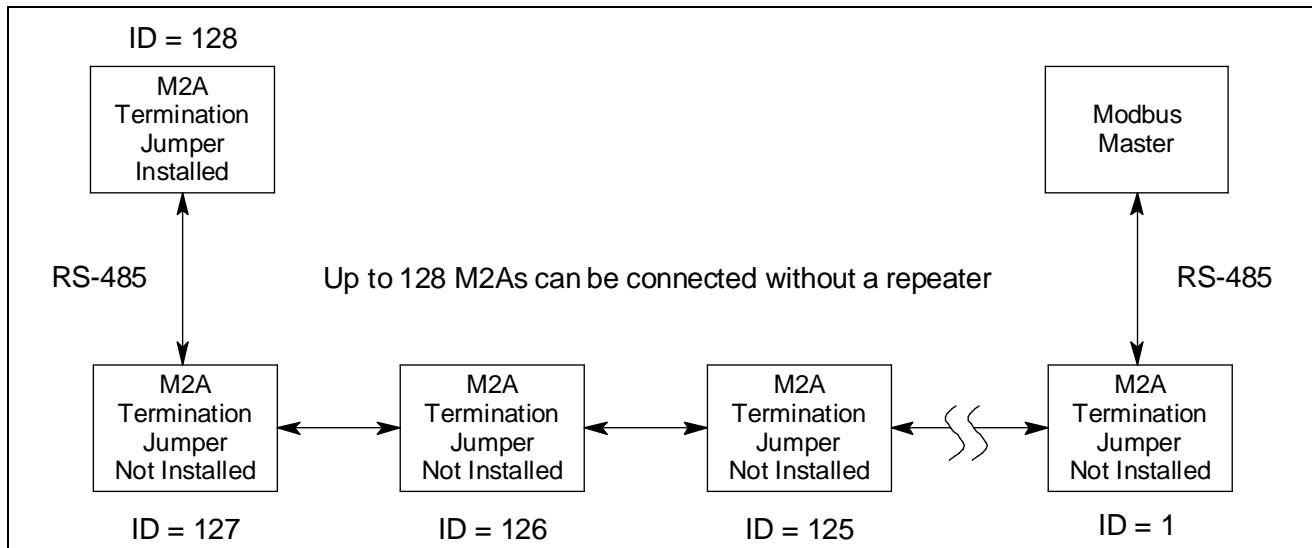 ID = 128
M2A
Termination
Jumper
Installed
Modbus
Master
RS-485
Up to 128 M2As can be connected without a repeater
RS-485
M2A
Termination
Jumper
Not Installed
M2A
Termination
Jumper
Not Installed
M2A
Termination
Jumper
Not Installed
M2A
Termination
Jumper
Not Installed
ID = 127
ID = 126
ID = 125
ID = 1